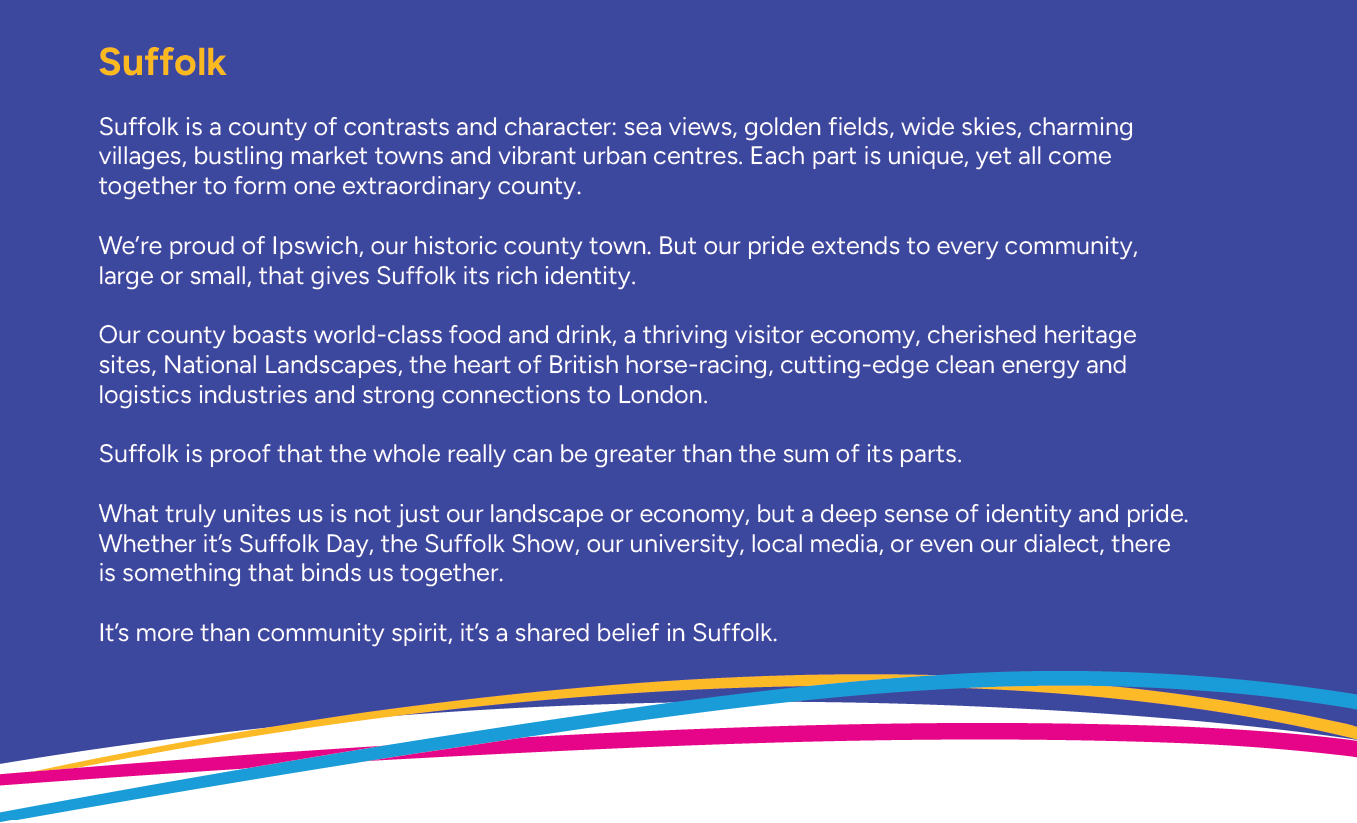 Suffolk
Suffolk is a county of contrasts and character: sea views, golden fields, wide skies, charming
villages, bustling market towns and vibrant urban centres. Each part is unique, yet all come
together to form one extraordinary county.
We’re proud of Ipswich, our historic county town. But our pride extends to every community,
large or small, that gives Suffolk its rich identity.
Our county boasts world-class food and drink, a thriving visitor economy, cherished heritage
sites, National Landscapes, the heart of British horse-racing, cutting-edge clean energy and
logistics industries and strong connections to London.
Suffolk is proof that the whole really can be greater than the sum of its parts.
What truly unites us is not just our landscape or economy, but a deep sense of identity and pride.
Whether it’s Suffolk Day, the Suffolk Show, our university, local media, or even our dialect, there
is something that binds us together.
It’s more than community spirit, it’s a shared belief in Suffolk.